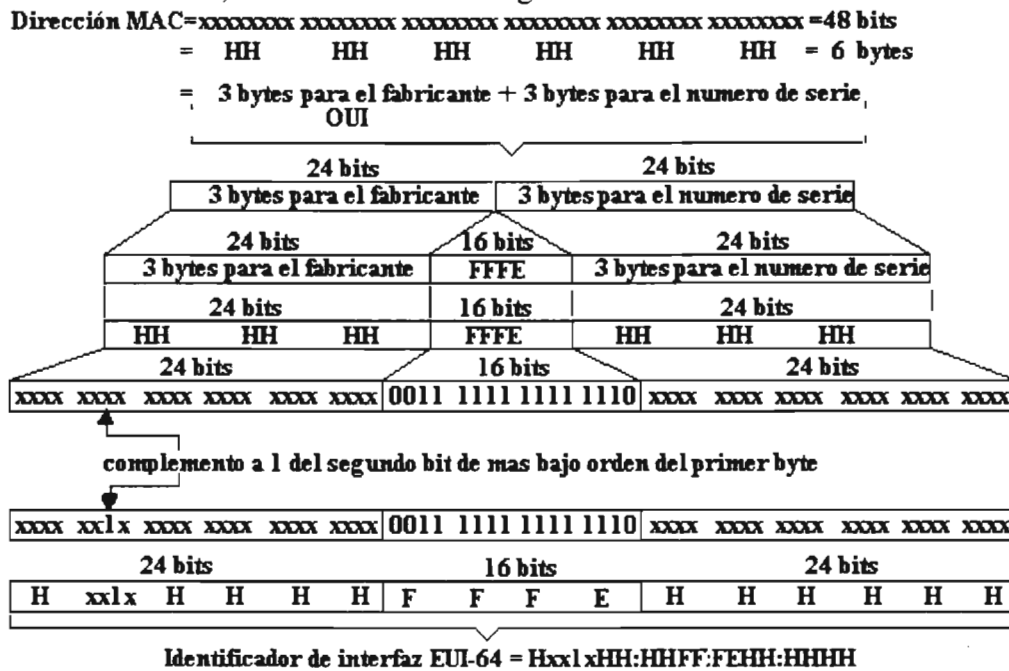 Dirección MAC=xxxxxxxx xxxxxxxx xxxxxxxx xxxxxxxx xxxxxxxx xxxxxxxx =48 bits
= HH HH HH HH HH HH = 6 bytes
= 3 bytes para el fabricante + 3 bytes para el numero de serie
OUI
24 bits 24 bits
3 bytes para el fabricante 3 bytes para el numero de serie
24 bits 16 bits 24 bits
3 bytes para el fabricante FFFE 3 bytes para el numero de serie
24 bits 16 bits 24 bits
HH HH HH FFFE HH HH HH
24 bits 16 bits 24 bits
xxxx xxxx xxxx xxxx xxxx xxxx 0011 1111 1111 1110 xxxx xxxx xxxx xxxx xxxx xxxx
complemento a 1 del segundo bit de mas bajo orden del primer byte
xxxx xx1x xxxx xxxx xxxx xxxx 0011 1111 1111 1110 xxxx xxxx xxxx xxxx xxxx xxxx
24 bits 16 bits 24 bits
H xx1x H H H H F F F E H H H H H H
Identificador de interfaz EUI-64 = Hxx1xHH:HHFF:FEHH:HHHH